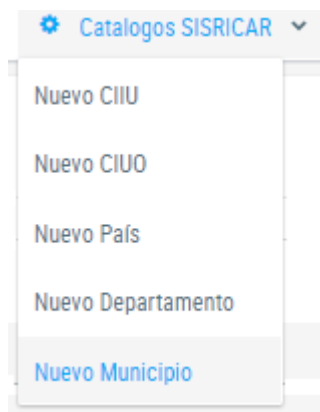 Catalogos SISRICAR
Nuevo CIIU
Nuevo CIUO
Nuevo País
Nuevo Departamento
Nuevo Municipio